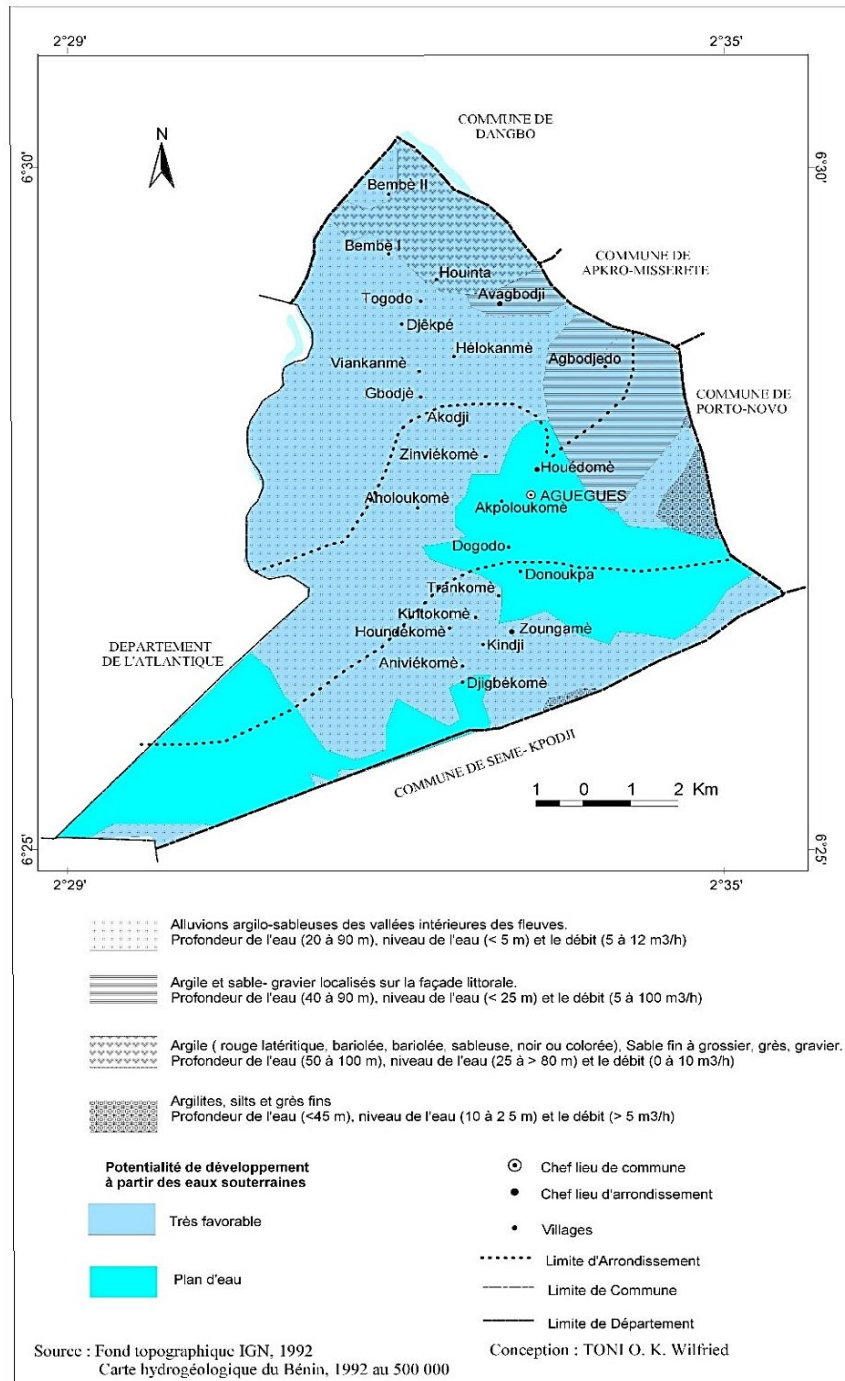 2°29'
2°35'
COMMUNE DE
DANGBO
N
6°30'
6°30'
Bembè II
COMMUNE DE
APKRO-MISSERETE
Bembè I
Houinta
Togodo
Avagbodji
Djêkpé
Hèlokanmè
Viankanmè
Agbodjedo
Gbodjè
COMMUNE DE
PORTO-NOVO
Akodji
Zinviékomè
Houédomè
AGUEGUES
Aholoukomè
Akpoloukomè
Dogodo
Donoukpa
Trankomè
Kintokomè
Houndékomè
Zoungamè
Kindji
DEPARTEMENT
DE L'ATLANTIQUE
Aniviékomè
Djigbékomè
COMMUNE DE SEME- KPODJI
1 0 1 2 Km
6°25'
6°25'
2°29'
2°35'
Alluvions argilo-sableuses des vallées intérieures des fleuves.
Profondeur de l'eau (20 à 90 m), niveau de l'eau (< 5 m) et le débit (5 à 12 m3/h)
Argile et sable- gravier localisés sur la façade littorale.
Profondeur de l'eau (40 à 90 m), niveau de l'eau (< 25 m) et le débit (5 à 100 m3/h)
Argile ( rouge latéritique, bariolée, bariolée, sableuse, noir ou colorée), Sable fin à grossier, grès, gravier.
Profondeur de l'eau (50 à 100 m), niveau de l'eau (25 à > 80 m) et le débit (0 à 10 m3/h)
Argilites, silts et grès fins
Profondeur de l'eau (<45 m), niveau de l'eau (10 à 2 5 m) et le débit (> 5 m3/h)
Potentialité de développement
à partir des eaux souterraines
Très favorable
Plan d'eau
Chef lieu de commune
Chef lieu d'arrondissement
Villages
Limite d'Arrondissement
Limite de Commune
Limite de Département
Source : Fond topographique IGN, 1992
Carte hydrogéologique du Bénin, 1992 au 500 000
Conception : TONI O. K. Wilfried